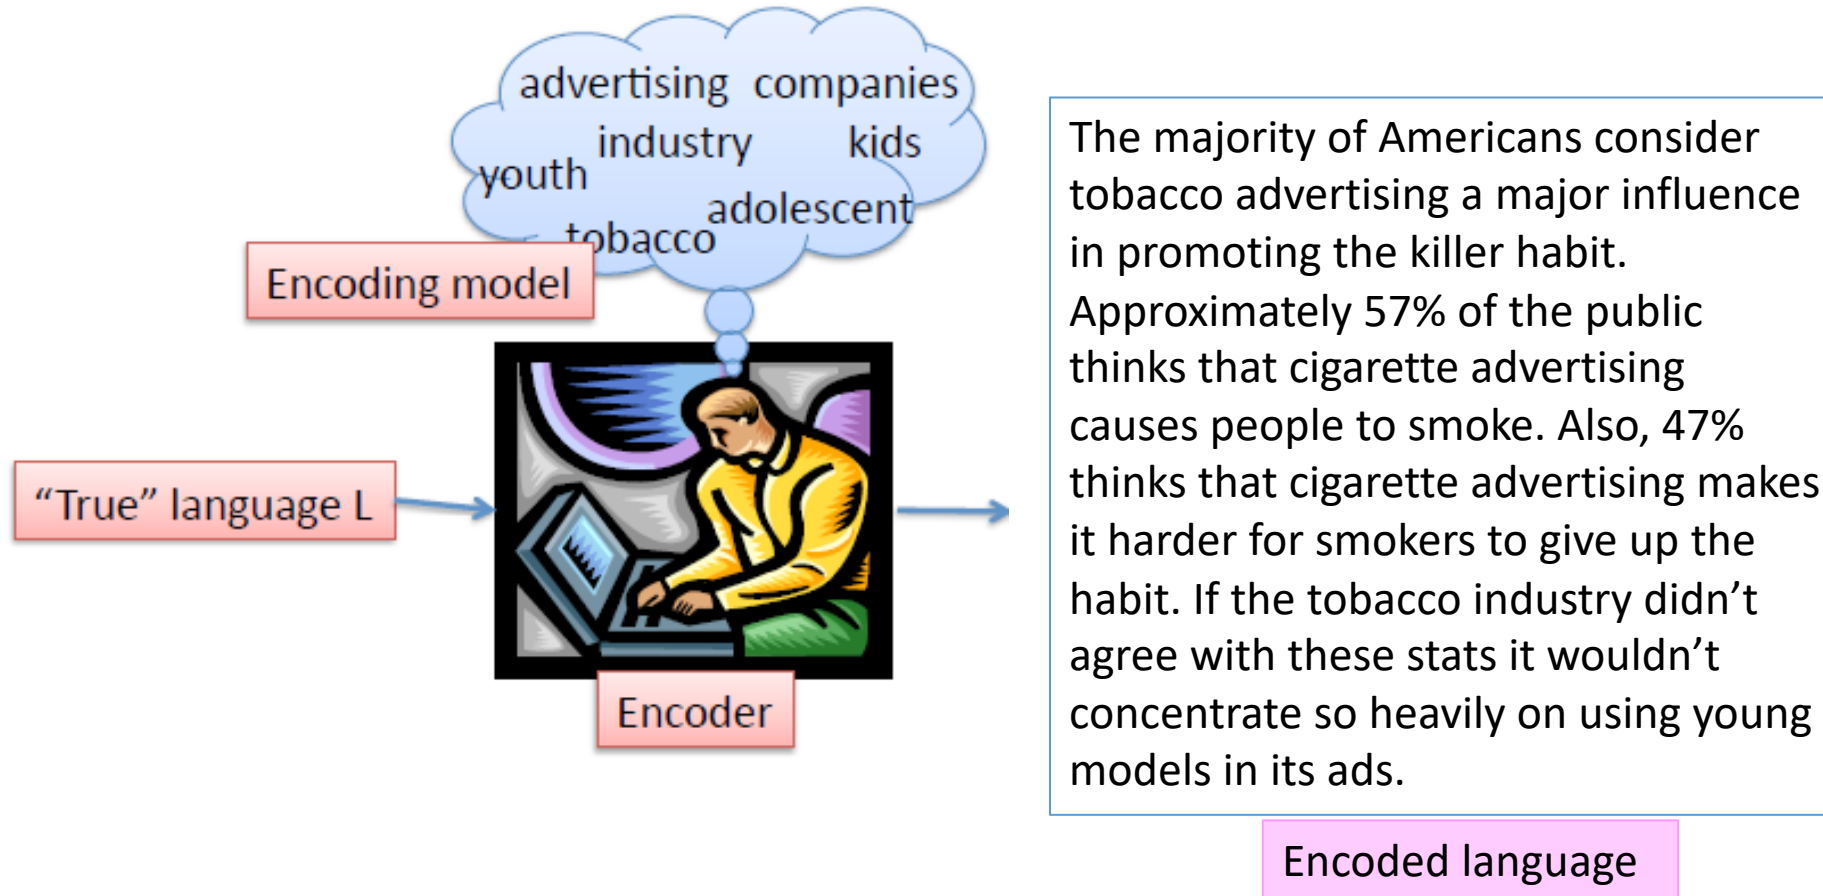 advertising companies
industry kids
youth
adolescent
tobacco
Encoding model
“True” language L
Encoder
The majority of Americans consider
tobacco advertising a major influence
in promoting the killer habit.
Approximately 57% of the public
thinks that cigarette advertising
causes people to smoke. Also, 47%
thinks that cigarette advertising makes
it harder for smokers to give up the
habit. If the tobacco industry didn’t
agree with these stats it wouldn’t
concentrate so heavily on using young
models in its ads.
Encoded language